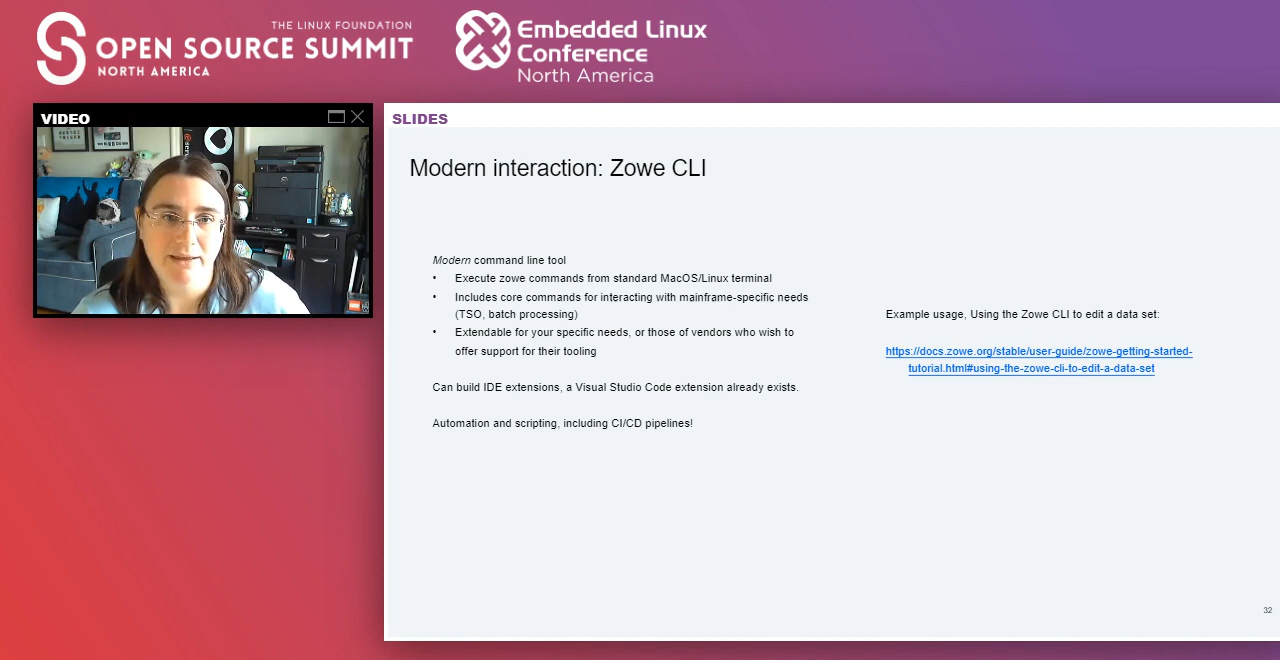 THE LINUX FOUNDATION
OPEN SOURCE SUMMIT
NORTH AMERICA
Embedded Linux
Conference
North America
VIDEO
SLIDES
Modern interaction: Zowe CLI
Modern command line tool
• Execute zowe commands from standard MacOS/Linux terminal
• Includes core commands for interacting with mainframe-specific needs
(TSO, batch processing)
• Extendable for your specific needs, or those of vendors who wish to
offer support for their tooling
Can build IDE extensions, a Visual Studio Code extension already exists.
Automation and scripting, including CI/CD pipelines!
Example usage, Using the Zowe CLI to edit a data set:
https://docs.zowe.org/stable/user-guide/zowe-getting-started-
tutorial.html#using-the-zowe-cli-to-edit-a-data-set
32